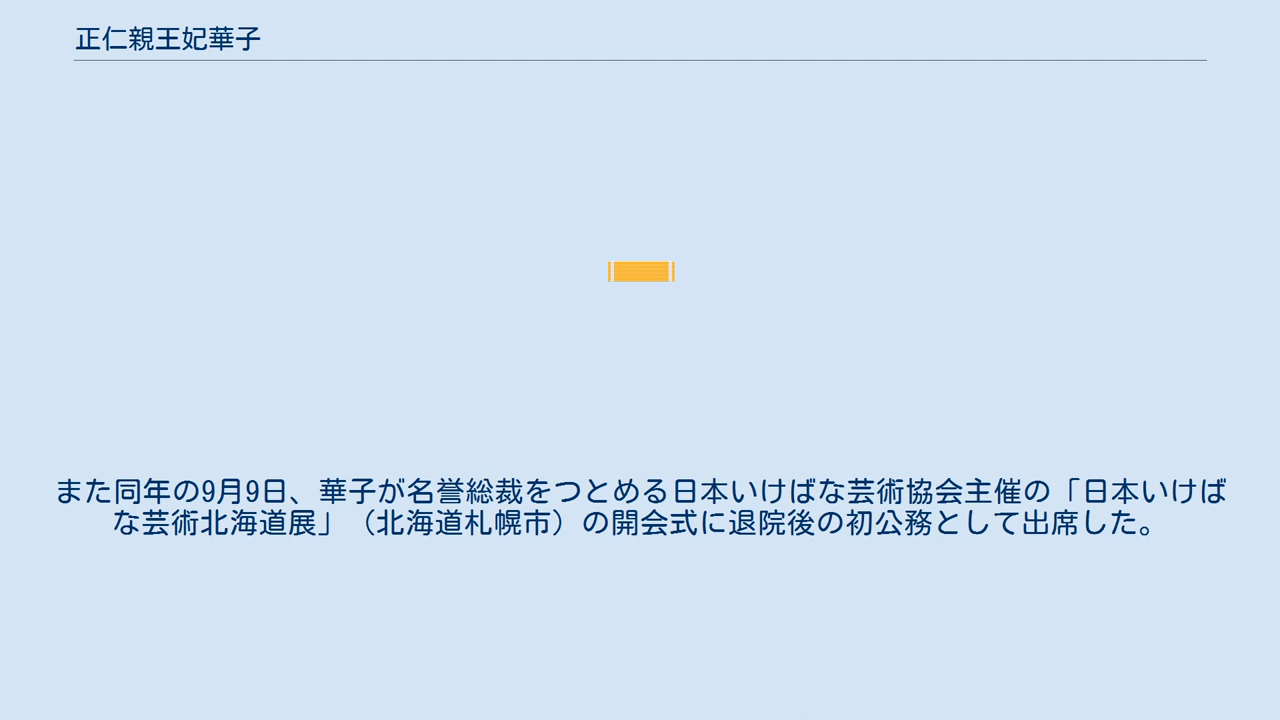 正仁親王妃華子
また同年の9月9日、華子が名誉総裁をつとめる日本いけばな芸術協会主催の「日本いけば
な芸術北海道展」（北海道札幌市）の開会式に退院後の初公務として出席した。